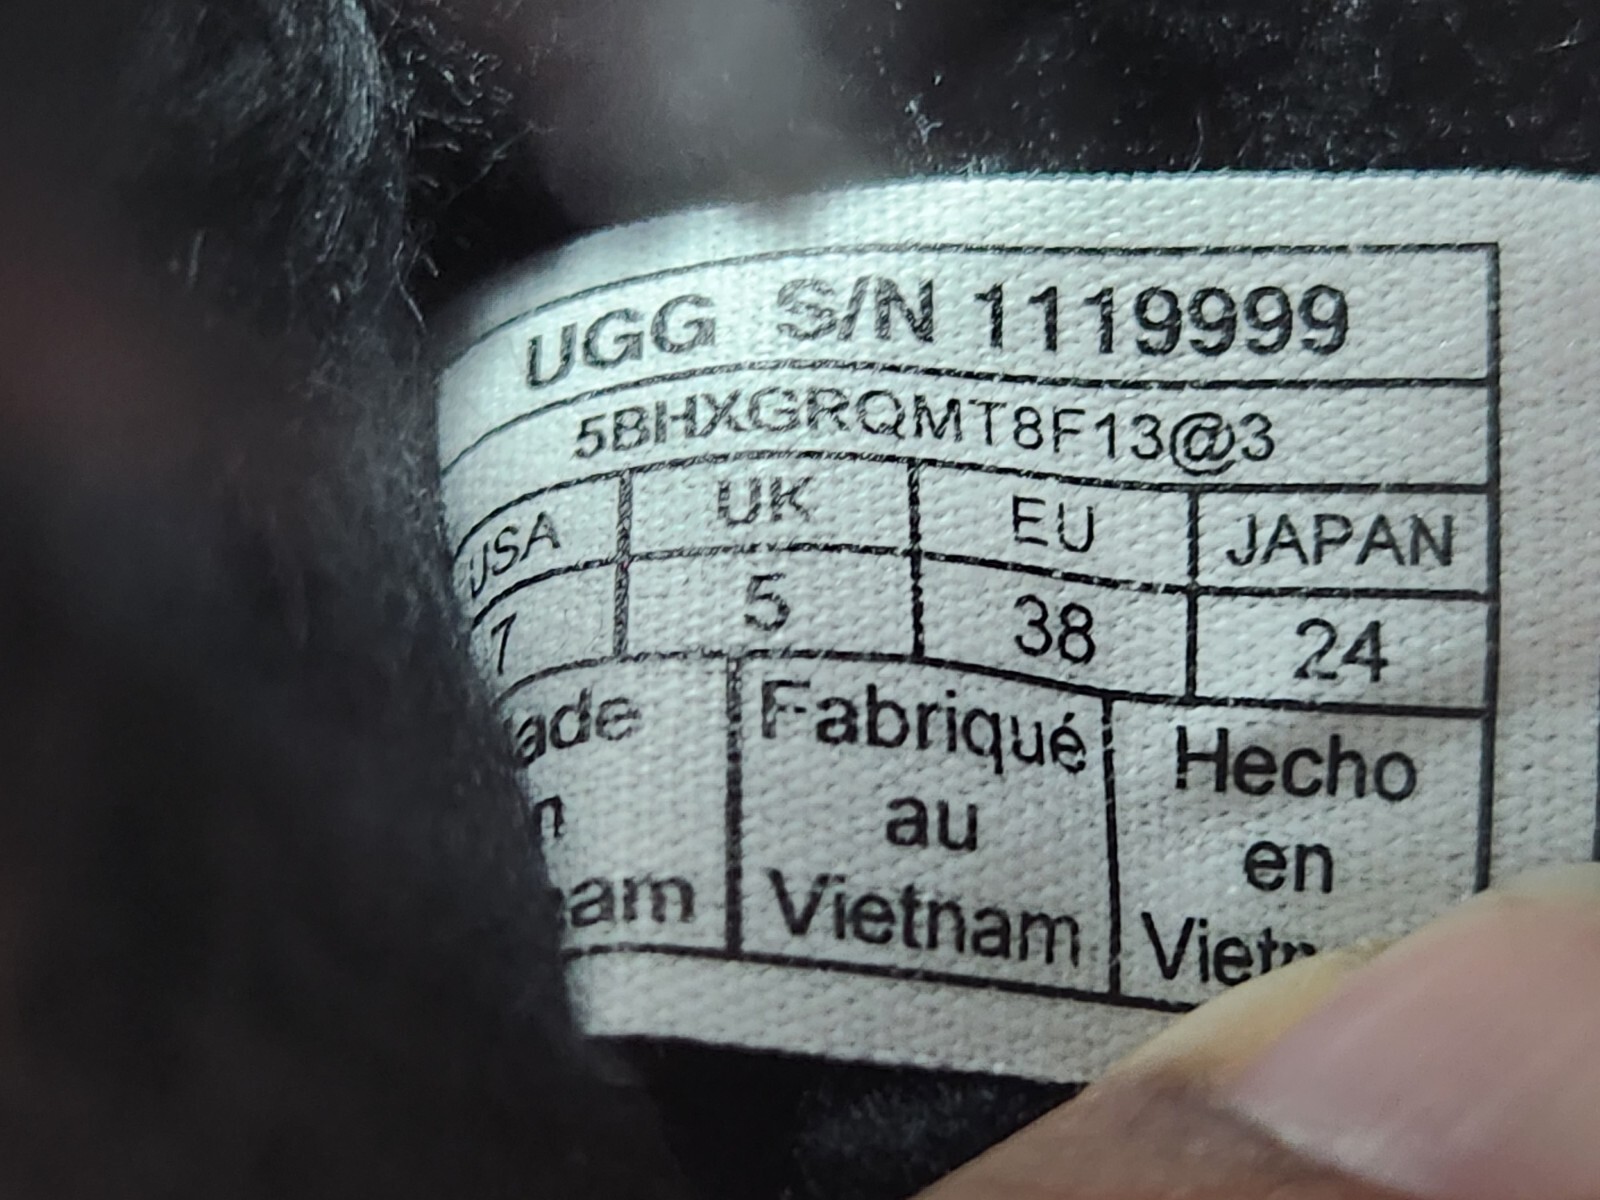 UGG S/N 1119999
5BHXGRQMT8F13@3
USA UK EU JAPAN
7 5 38 24
Fabriqué
au
Vietnam
Hecho
en